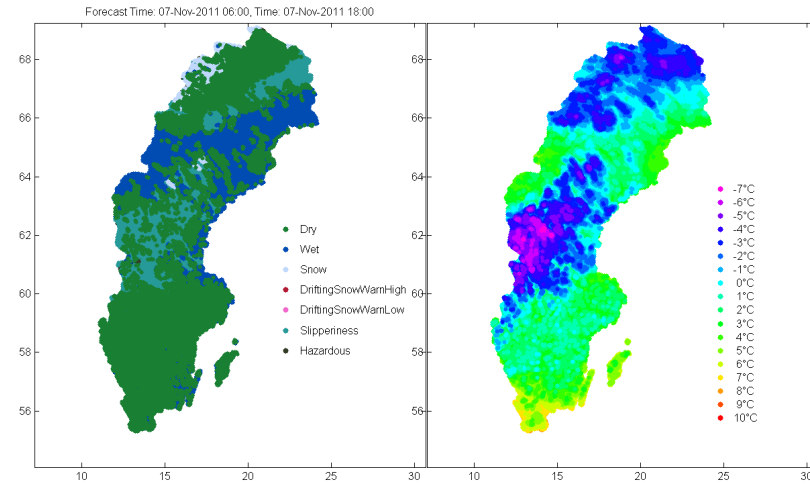 Forecast Time: 07-Nov-2011 06:00, Time: 07-Nov-2011 18:00
68
66
64
62
60
58
56
10
15
20
25
30
Dry
Wet
Snow
DriftingSnowWarnHigh
DriftingSnowWarnLow
Slipperiness
Hazardous
68
66
64
62
60
58
56
10
15
20
25
30
-7°C
-6°C
-5°C
-4°C
-3°C
-2°C
-1°C
0°C
1°C
2°C
3°C
4°C
5°C
6°C
7°C
8°C
9°C
10°C